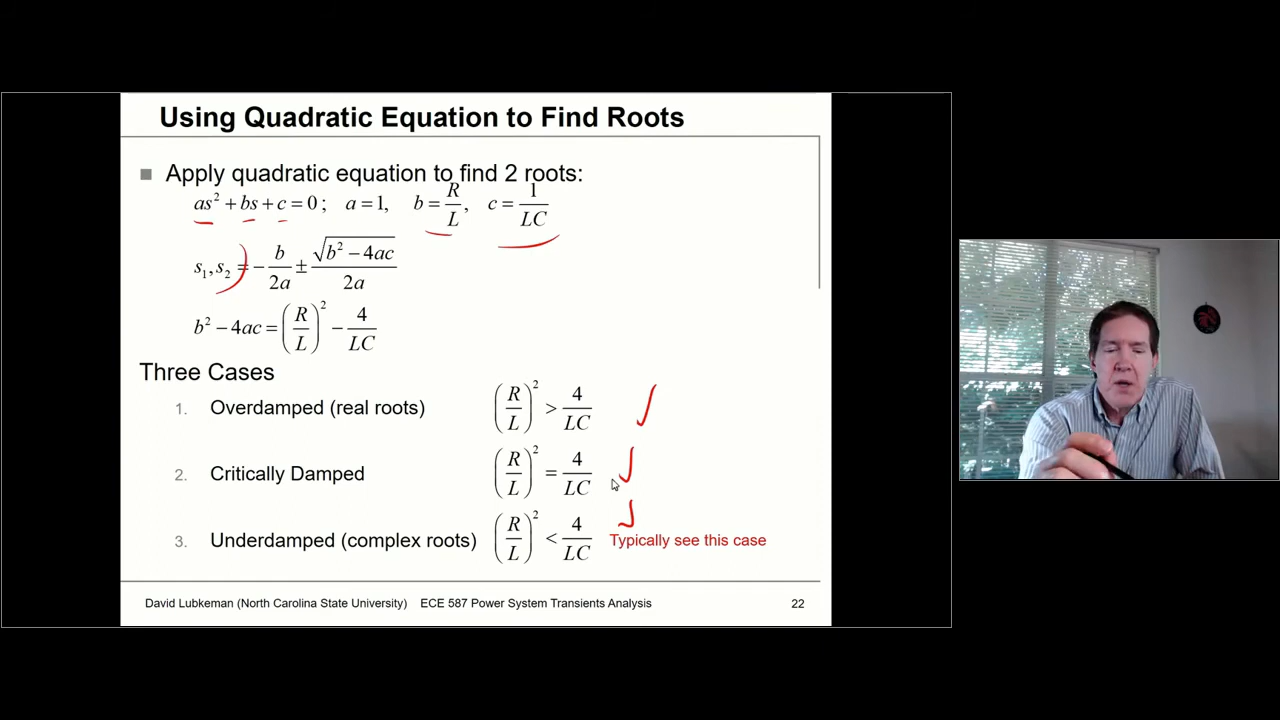 Using Quadratic Equation to Find Roots
Apply quadratic equation to find 2 roots:
as² + bs + c = 0 ; a = 1, b = R/L, c = 1/LC
s₁, s₂ = − b/2a ± √(b² − 4ac)/2a
b² − 4ac = (R/L)² − 4/LC
Three Cases
1. Overdamped (real roots) (R/L)² > 4/LC
2. Critically Damped (R/L)² = 4/LC
3. Underdamped (complex roots) (R/L)² < 4/LC Typically see this case
David Lubkeman (North Carolina State University) ECE 587 Power System Transients Analysis 22